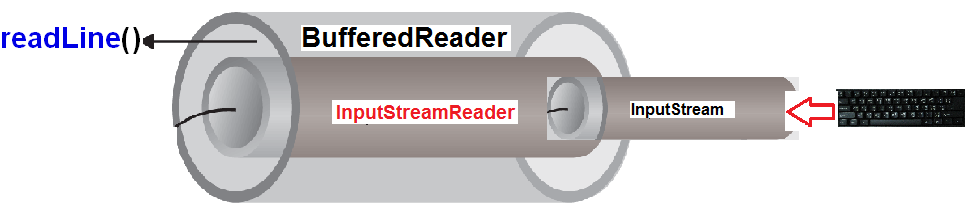 readLine()
BufferedReader
InputStreamReader
InputStream